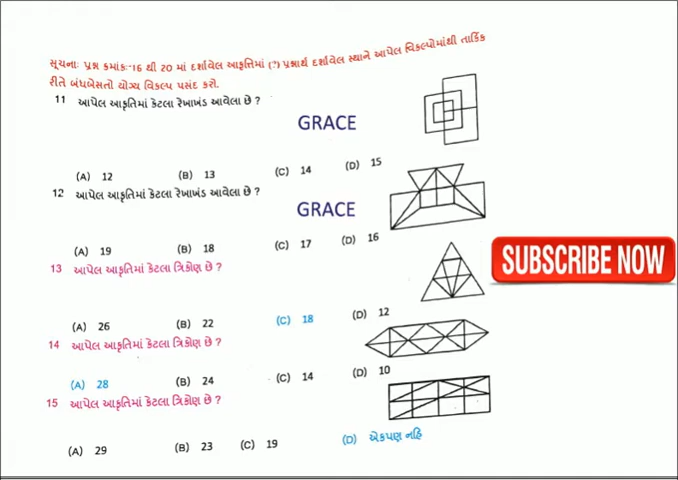 સૂચનાઃ પ્રશ્ન ક્રમાંકઃ-16 થી 20 માં દર્શાવેલ આકૃત્તિમાં (?) પ્રશ્નાર્થ દર્શાવેલ સ્થાને આપેલ વિકલ્પોમાંથી તાર્કિક
રીતે બંધબેસતો યોગ્ય વિકલ્પ પસંદ કરો.
11 આપેલ આકૃતિમાં કેટલા રેખાખંડ આવેલા છે ?
GRACE
(A) 12 (B) 13 (C) 14 (D) 15
12 આપેલ આકૃતિમાં કેટલા રેખાખંડ આવેલા છે ?
GRACE
(A) 19 (B) 18 (C) 17 (D) 16
SUBSCRIBE NOW
13 આપેલ આકૃતિમાં કેટલા ત્રિકોણ છે ?
(A) 26 (B) 22 (C) 18 (D) 12
14 આપેલ આકૃતિમાં કેટલા ત્રિકોણ છે ?
(A) 28 (B) 24 (C) 14 (D) 10
15 આપેલ આકૃતિમાં કેટલા ત્રિકોણ છે ?
(A) 29 (B) 23 (C) 19 (D) એકપણ નહિ